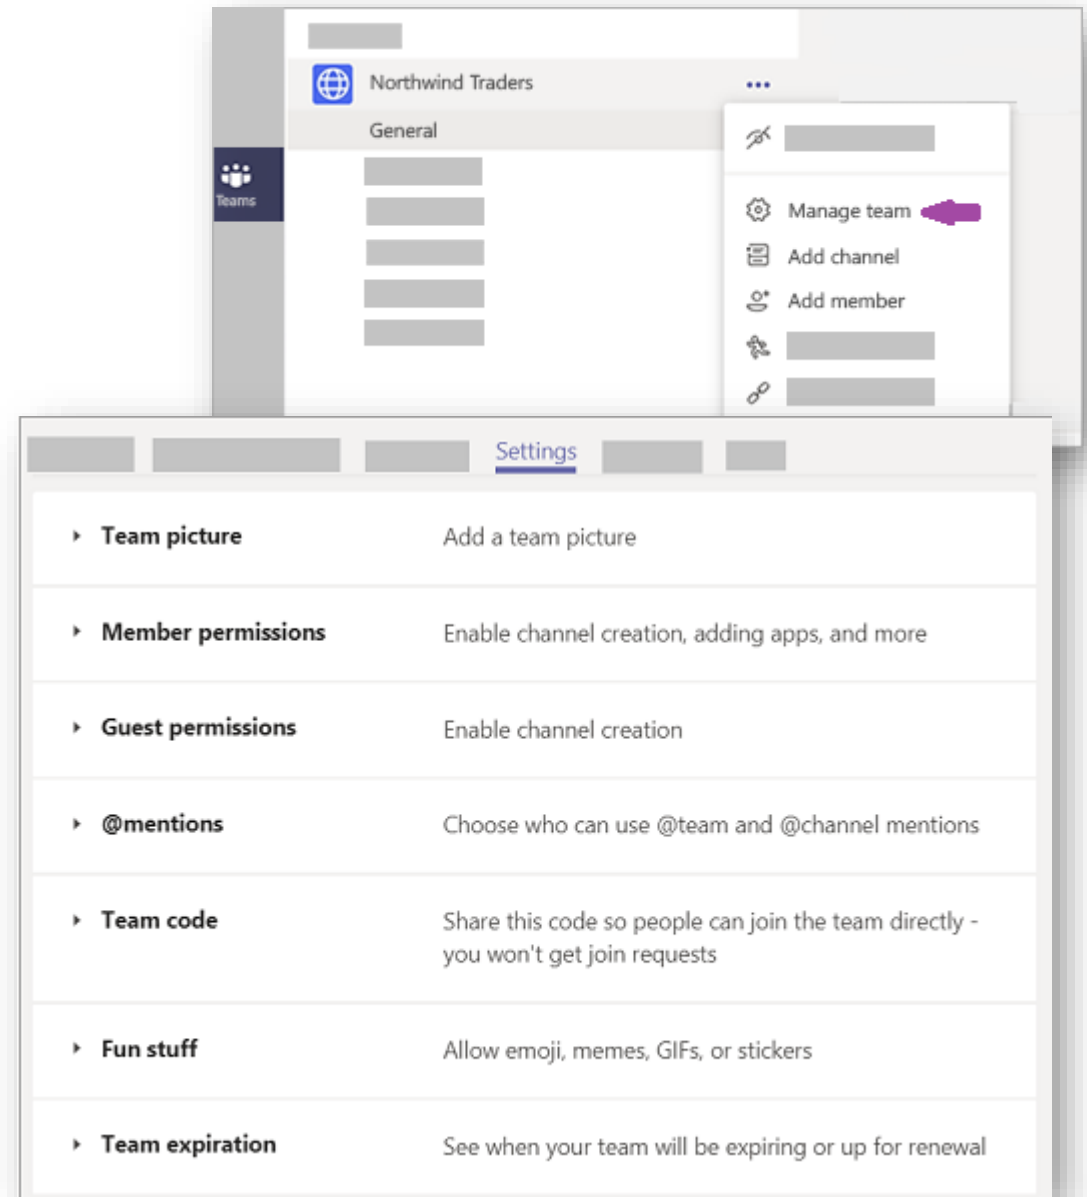 Northwind Traders
General
Teams
Manage team
Add channel
Add member
Settings
Team picture
Add a team picture
Member permissions
Enable channel creation, adding apps, and more
Guest permissions
Enable channel creation
@mentions
Choose who can use @team and @channel mentions
Team code
Share this code so people can join the team directly -
you won't get join requests
Fun stuff
Allow emoji, memes, GIFs, or stickers
Team expiration
See when your team will be expiring or up for renewal